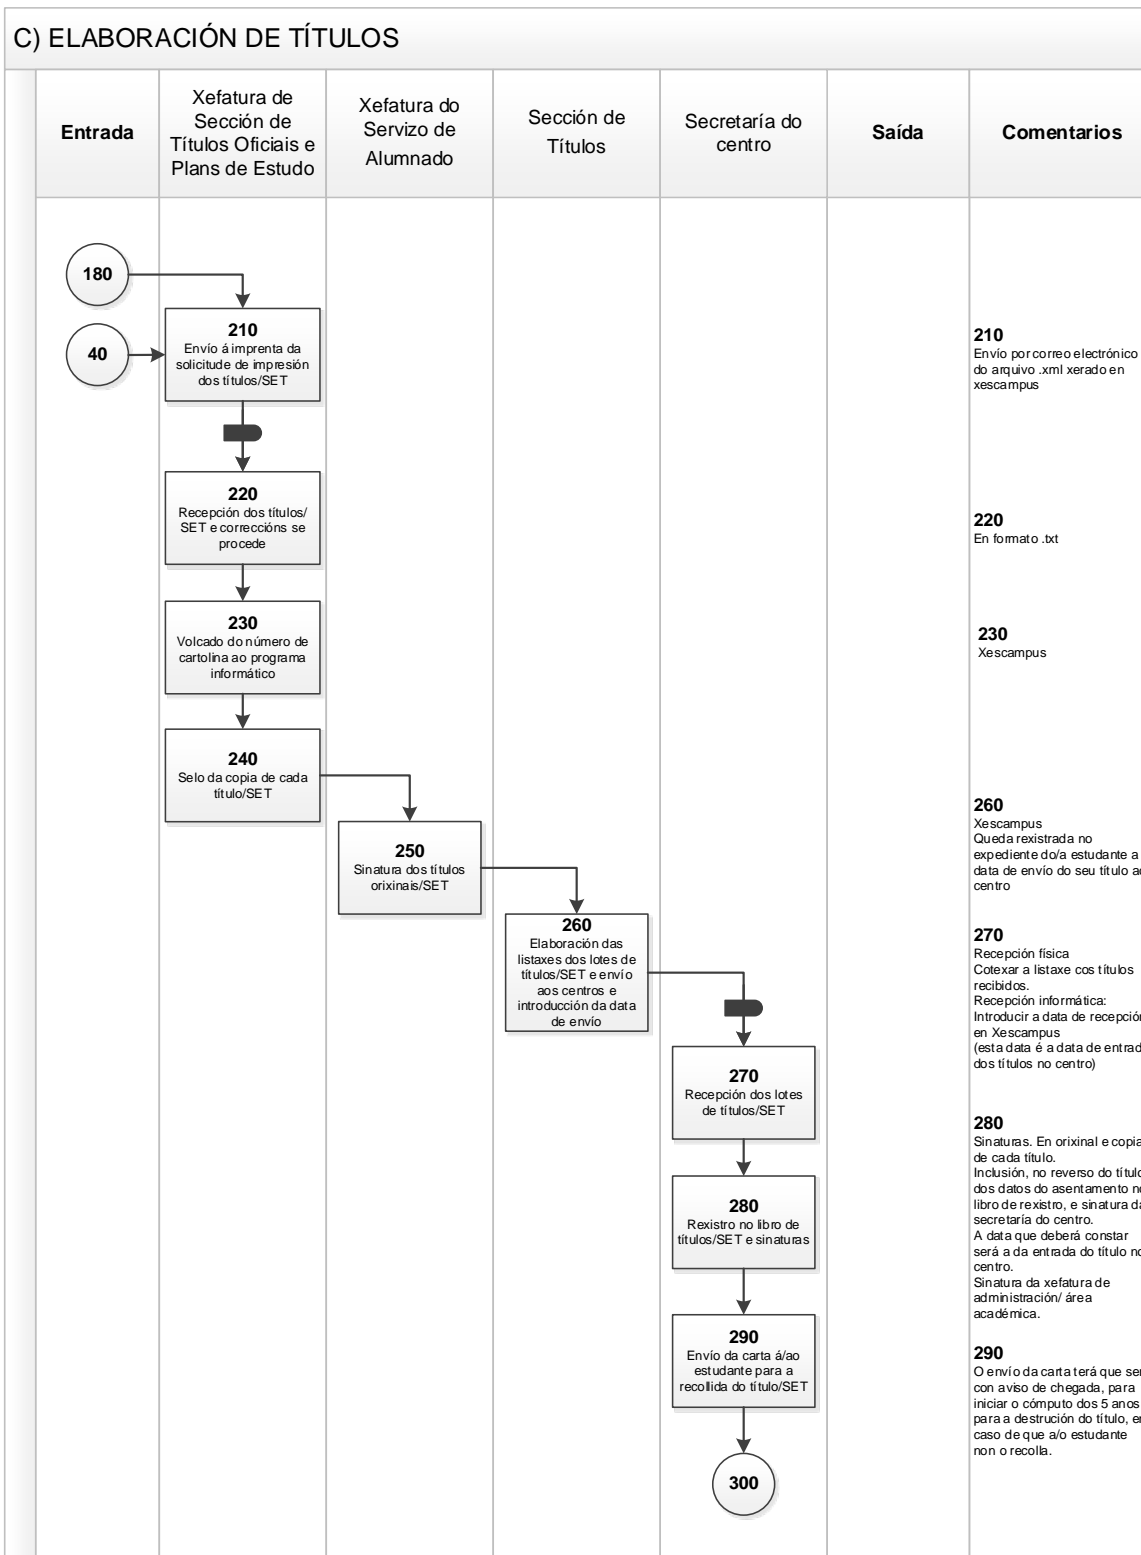 C) ELABORACIÓN DE TÍTULOS
Entrada
Xefatura de
Sección de
Títulos Oficiais e
Plans de Estudo
Xefatura do
Servizo de
Alumnado
Sección de
Títulos
Secretaría do
centro
Saída
Comentarios
180
40
210
Envío á imprenta da
solicitude de impresión
dos títulos/SET
220
Recepción dos títulos/
SET e correccións se
procede
230
Volcado do número de
cartolina ao programa
informático
240
Selo da copia de cada
título/SET
250
Sinatura dos títulos
orixinais/SET
260
Elaboración das
listaxes dos lotes de
títulos/SET e envío
aos centros e
introdución da data
de envío
270
Recepción dos lotes
de títulos/SET
280
Rexistro no libro de
títulos/SET e sinaturas
290
Envío da carta á/ao
estudante para a
recollida do título/SET
300
210
Envío por correo electrónico
do arquivo .xml xerado en
xescampus
220
En formato .txt
230
Xescampus
260
Xescampus
Queda rexistrada no
expediente do/a estudante a
data de envío do seu título ao
centro
270
Recepción física
Cotexar a listaxe cos títulos
recibidos.
Recepción informática:
Introducir a data de recepción
en Xescampus
(esta data é a data de entrad
dos títulos no centro)
280
Sinaturas. En orixinal e copia
de cada título.
Inclusión, no reverso do título
dos datos do asentamento no
libro de rexistro, e sinatura da
secretaría do centro.
A data que deberá constar
será a da entrada do título no
centro.
Sinatura da xefatura de
administración/ área
académica.
290
O envío da carta terá que ser
con aviso de chegada, para
iniciar o cómputo dos 5 anos
para a destrución do título, en
caso de que a/o estudante
non o recolla.